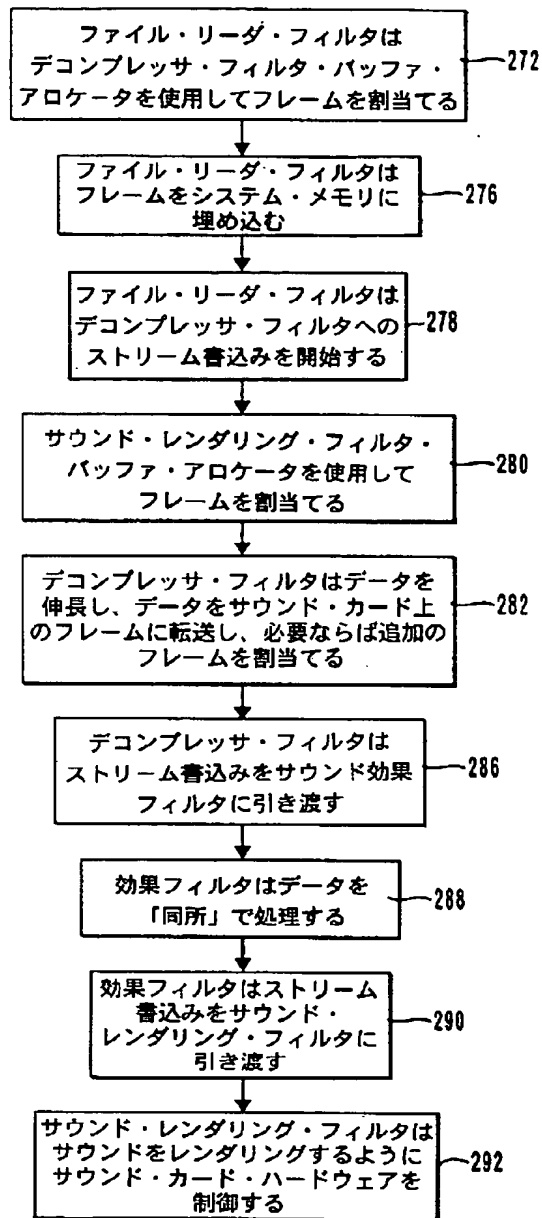 ファイル・リーダ・フィルタは
デコンプレッサ・フィルタ・バッファ・
アロケータを使用してフレームを割当てる
272
ファイル・リーダ・フィルタは
フレームをシステム・メモリに
埋め込む
276
ファイル・リーダ・フィルタは
デコンプレッサ・フィルタへの
ストリーム書込みを開始する
278
サウンド・レンダリング・フィルタ・
バッファ・アロケータを使用して
フレームを割当てる
280
デコンプレッサ・フィルタはデータを
伸長し、データをサウンド・カード上
のフレームに転送し、必要ならば追加の
フレームを割当てる
282
デコンプレッサ・フィルタは
ストリーム書込みをサウンド効果
フィルタに引き渡す
286
効果フィルタはデータを
「同所」で処理する
288
効果フィルタはストリーム
書込みをサウンド・
レンダリング・フィルタに
引き渡す
290
サウンド・レンダリング・フィルタは
サウンドをレンダリングするように
サウンド・カード・ハードウェアを
制御する
292